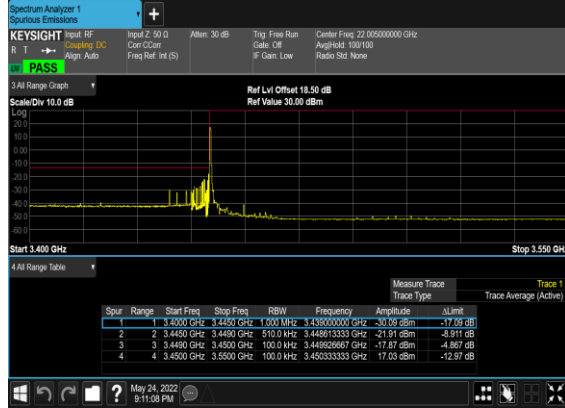 Spectrum Analyzer 1
Spurious Emissions
+
KEYSIGHT Input: RF Input Z: 50 Ω Atten: 30 dB Trig: Free Run Center Freq: 22.005000000 GHz
R T Coupling: DC Corr CCorr Gate: Off Avg|Hold: 100/100
Align: Auto Freq Ref: Int (S) IF Gain: Low Radio Std: None
PASS
3 All Range Graph
Ref Lvl Offset 18.50 dB
Scale/Div 10.0 dB Ref Value 30.00 dBm
Log
20.0
10.0
0.00
-10.0
-20.0
-30.0
-40.0
-50.0
-60.0
Start 3.400 GHz Stop 3.550 GH
4 All Range Table
Measure Trace Trace 1
Trace Type Trace Average (Active)
Spur Range Start Freq Stop Freq RBW Frequency Amplitude ΔLimit
1 1 3.4000 GHz 3.4450 GHz 1.000 MHz 3.439000000 GHz -30.09 dBm -17.09 dB
2 2 3.4450 GHz 3.4490 GHz 510.0 kHz 3.448613333 GHz -21.91 dBm -8.911 dB
3 3 3.4490 GHz 3.4500 GHz 100.0 kHz 3.449926667 GHz -17.87 dBm -4.867 dB
4 4 3.4500 GHz 3.5500 GHz 100.0 kHz 3.450333333 GHz 17.03 dBm -12.97 dB
? May 24, 2022
9:11:08 PM